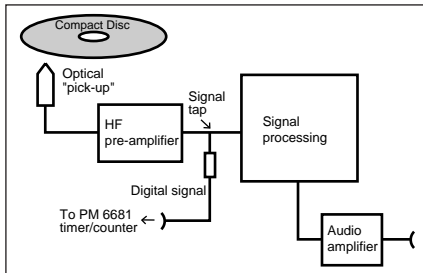 Compact Disc
Optical
"pick-up"
HF
pre-amplifier
Signal
tap
Signal
processing
Digital signal
To PM 6681
timer/counter
Audio
amplifier